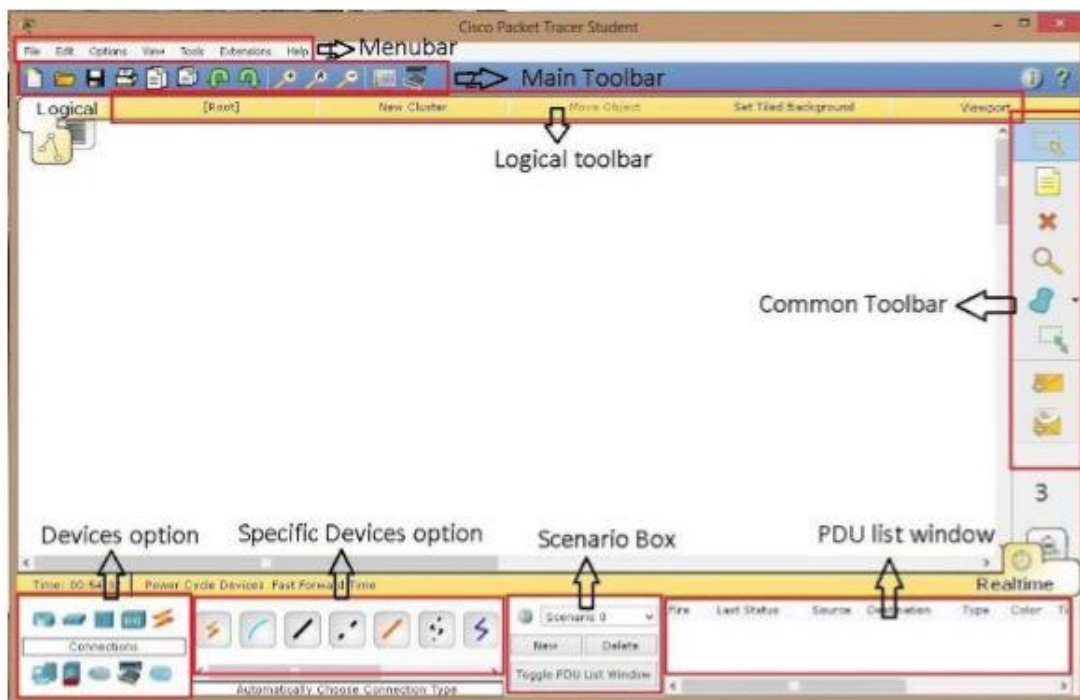 Cisco Packet Tracer Student
File Edit Options View Tools Extensions Help Menubar
Main Toolbar
Logical [Root] New Cluster Move Object Set Tiled Background Viewport
Logical toolbar
Common Toolbar
3
Devices option Specific Devices option Scenario Box PDU list window
Time: 00:54 Power Cycle Devices Fast Forward Time Realtime
Fire Last Status Source Destination Type Color
Scenario 0
Connections New Delete
Toggle PDU List Window
Automatically Choose Connection Type